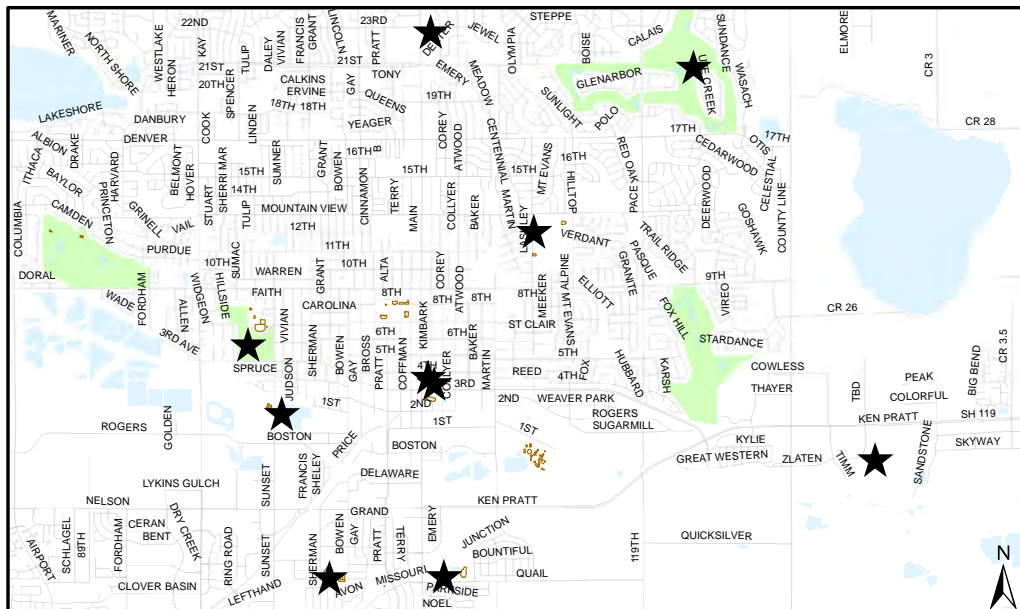 22ND
23RD
STEPPE
MARINER
NORTH SHORE
WESTLAKE
HERON
KAY
TULIP
DALEY
VIVIAN
FRANCIS
GRANT
LINCOLN
PRATT
JEWEL
OLYMPIA
BOISE
CALAIS
SUNDANCE
WASACH
ELMORE
CR 3
21ST
21ST
20TH
SPENCER
CALKINS
ERVINE
GAY
TONY
EMERY
MEADOW
GLENARBOR
UTE CREEK
LAKESHORE
18TH
18TH
QUEENS
19TH
SUNLIGHT
POLO
DANBURY
DENVER
COOK
LINDEN
YEAGER
COREY
ATWOOD
CENTENNIAL
17TH
17TH
OTIS
CR 28
ALBION
DRAKE
ITHACA
BAYLOR
HARVARD
PRINCETON
BELMONT
HOVER
STUART
SHERRI MAR
15TH
14TH
SUMNER
GRANT
BOWEN
16TH
B
CINNAMON
TERRY
15TH
MAIN
COLLYER
BAKER
MARTIN
15TH
MT EVANS
16TH
HILLTOP
RED OAK
PACE
CEDARWOOD
DEERWOOD
CELESTIAL
GOSHAWK
COUNTY LINE
COLUMBIA
CAMDEN
GRINELL
VAIL
TULIP
MOUNTAIN VIEW
12TH
LASHLEY
VERDANT
TRAIL RIDGE
PURDUE
10TH
SUMAC
11TH
10TH
PASQUE
GRANITE
DORAL
WADE
FORDHAM
ALLEN
WIDGEON
HILLSIDE
WARREN
FAITH
GRANT
CAROLINA
ALTA
8TH
KIMBARK
COREY
ATWOOD
8TH
8TH
8TH
MEEKER
ALPINE
MT EVANS
ELLIOTT
9TH
VIREO
CR 26
3RD AVE
VIVIAN
SHERMAN
BOWEN
GAY
BROSS
PRATT
6TH
5TH
COFFMAN
6TH
BAKER
MARTIN
ST CLAIR
5TH
FOX HILL
STARDANCE
SPRUCE
JUDSON
4TH
COLLYER
3RD
REED
4TH
FOX
HUBBARD
KARSH
COWLESS
THAYER
TBD
PEAK
COLORFUL
BIG BEND
CR 3.5
1ST
2ND
2ND
WEAVER PARK
ROGERS
SUGARMILL
KEN PRATT
SH 119
ROGERS
GOLDEN
BOSTON
PRICE
1ST
1ST
BOSTON
KYLIE
GREAT WESTERN
ZLATEN
TIMM
SANDSTONE
SKYWAY
LYKINS GULCH
SUNSET
FRANCIS
SHELEY
DELAWARE
NELSON
KEN PRATT
GRAND
SCHLAGEL
89TH
FORDHAM
CERAN
BENT
DRY CREEK
RING ROAD
SUNSET
SHERMAN
BOWEN
GAY
PRATT
TERRY
EMERY
JUNCTION
BOUNTIFUL
119TH
QUICKSILVER
AIRPORT
CLOVER BASIN
LEFTHAND
AVON
MISSOURI
PARKSIDE
QUAIL
NOEL
N